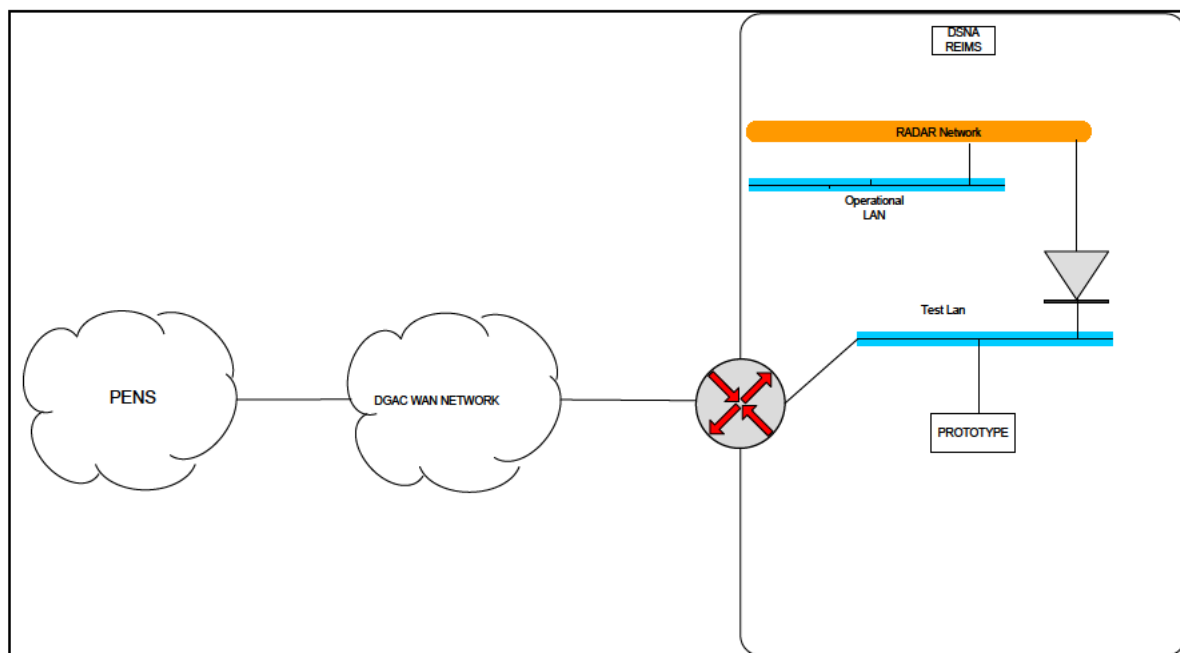 DSNA
REIMS
RADAR Network
Operational
LAN
Test Lan
PENS
DGAC WAN NETWORK
PROTOTYPE